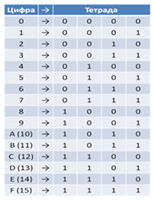 Цифра → Тетрада
0 → 0 0 0 0
1 → 0 0 0 1
2 → 0 0 1 0
3 → 0 0 1 1
4 → 0 1 0 0
5 → 0 1 0 1
6 → 0 1 1 0
7 → 0 1 1 1
8 → 1 0 0 0
9 → 1 0 0 1
A (10) → 1 0 1 0
B (11) → 1 0 1 1
C (12) → 1 1 0 0
D (13) → 1 1 0 1
E (14) → 1 1 1 0
F (15) → 1 1 1 1